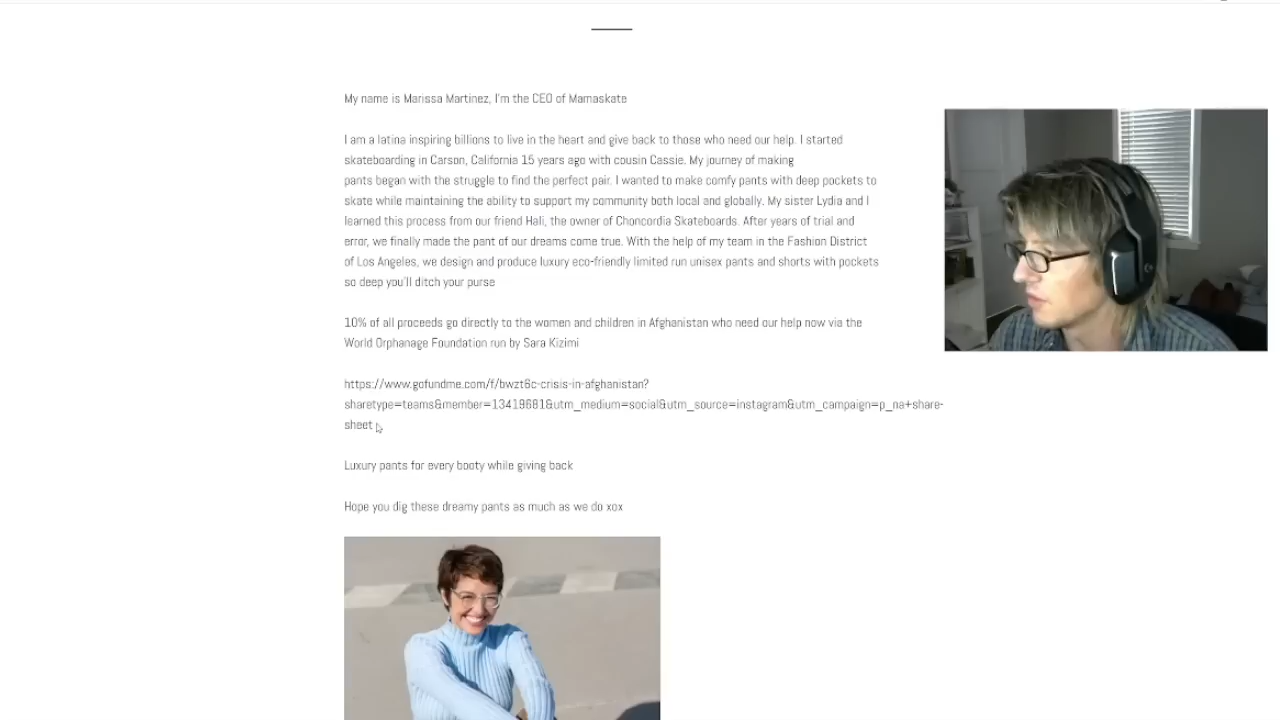 My name is Marissa Martinez, I'm the CEO of Mamaskate
I am a latina inspiring billions to live in the heart and give back to those who need our help. I started
skateboarding in Carson, California 15 years ago with cousin Cassie. My journey of making
pants began with the struggle to find the perfect pair. I wanted to make comfy pants with deep pockets to
skate while maintaining the ability to support my community both local and globally. My sister Lydia and I
learned this process from our friend Hali, the owner of Choncordia Skateboards. After years of trial and
error, we finally made the pant of our dreams come true. With the help of my team in the Fashion District
of Los Angeles, we design and produce luxury eco-friendly limited run unisex pants and shorts with pockets
so deep you'll ditch your purse
10% of all proceeds go directly to the women and children in Afghanistan who need our help now via the
World Orphanage Foundation run by Sara Kizimi
https://www.gofundme.com/f/bwzt6c-crisis-in-afghanistan?
sharetype=teams&member=13419681&utm_medium=social&utm_source=instagram&utm_campaign=p_na+share-
sheet
Luxury pants for every booty while giving back
Hope you dig these dreamy pants as much as we do xox